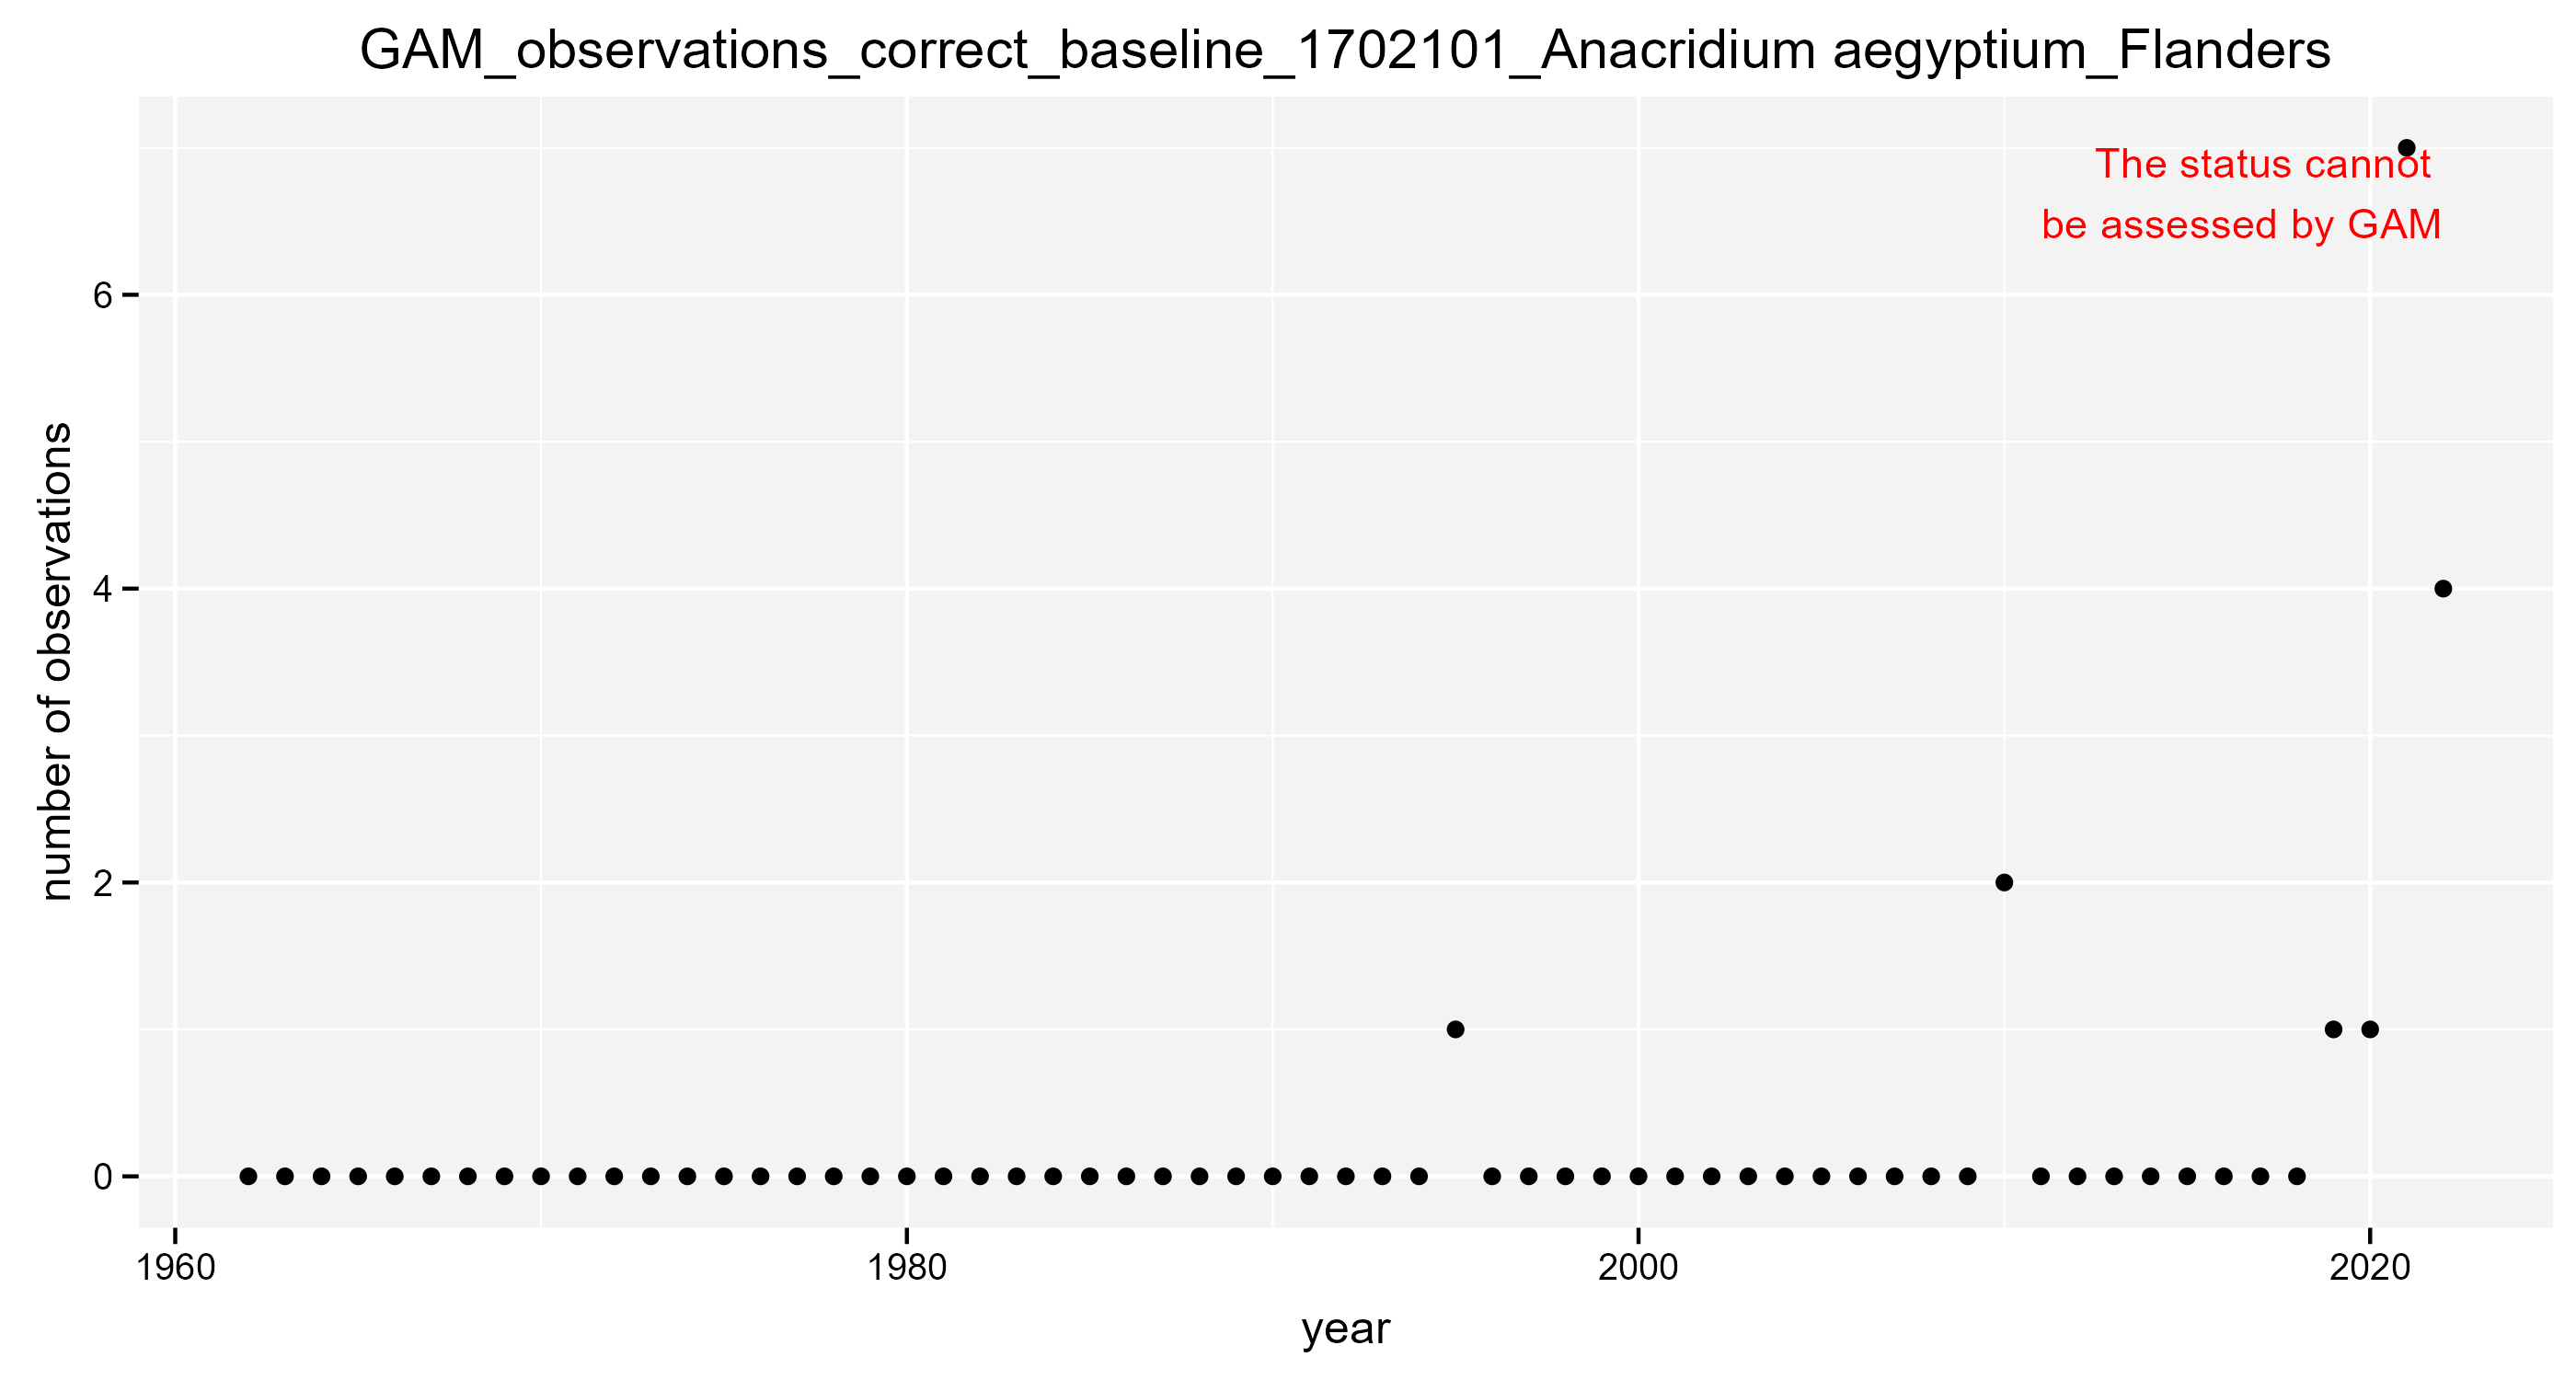 GAM_observations_correct_baseline_1702101_Anacridium aegyptium_Flanders
The status cannot
be assessed by GAM
6
4
2
0
number of observations
1960
1980
2000
2020
year